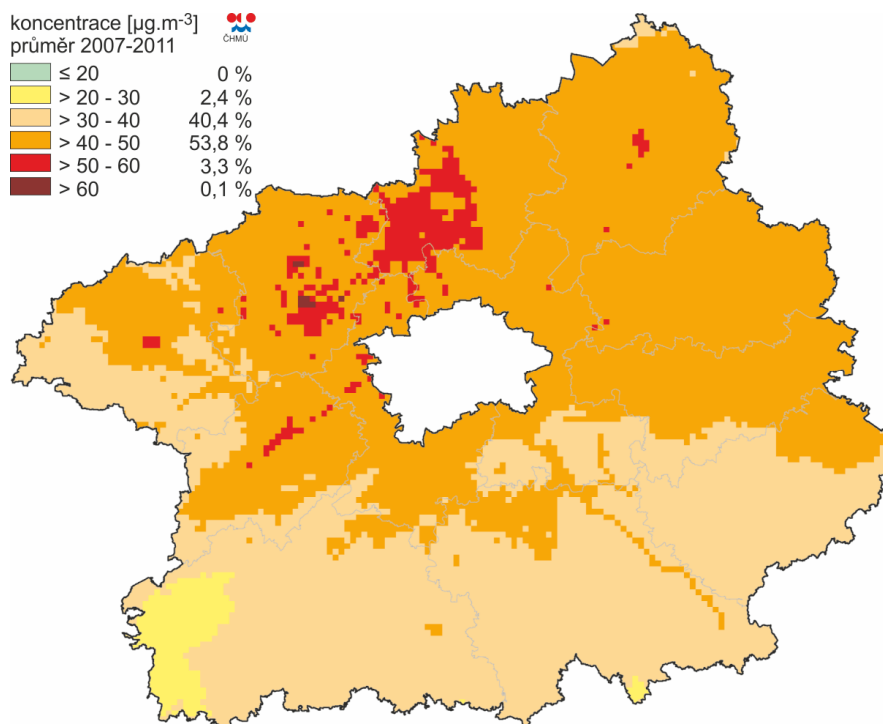 koncentrace [µg.m-3]
průměr 2007-2011
ČHMÚ
≤ 20 0 %
> 20 - 30 2,4 %
> 30 - 40 40,4 %
> 40 - 50 53,8 %
> 50 - 60 3,3 %
> 60 0,1 %